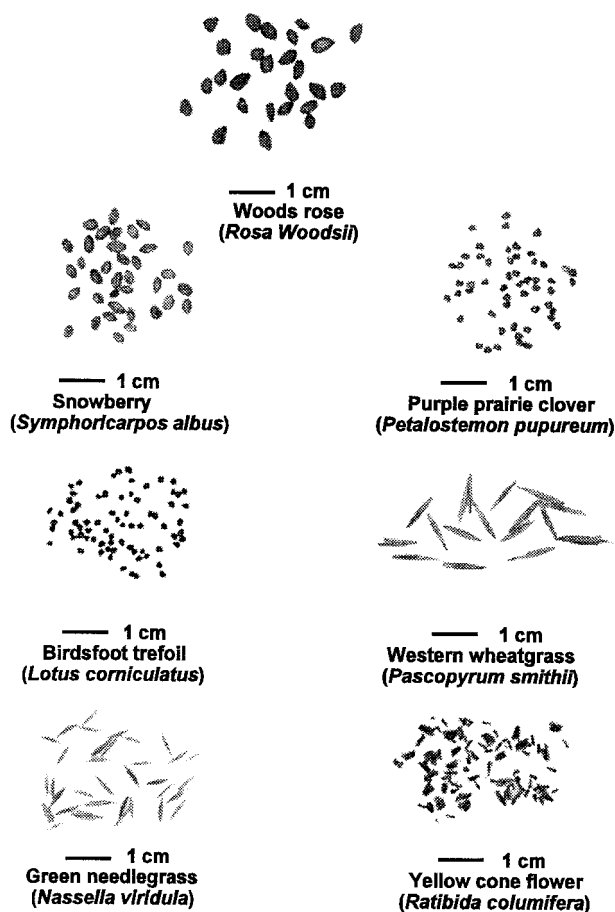 1 cm
Woods rose
(Rosa Woodsii)
1 cm
Snowberry
(Symphoricarpos albus)
1 cm
Purple prairie clover
(Petalostemon pupureum)
1 cm
Birdsfoot trefoil
(Lotus corniculatus)
1 cm
Western wheatgrass
(Pascopyrum smithii)
1 cm
Green needlegrass
(Nassella viridula)
1 cm
Yellow cone flower
(Ratibida columifera)